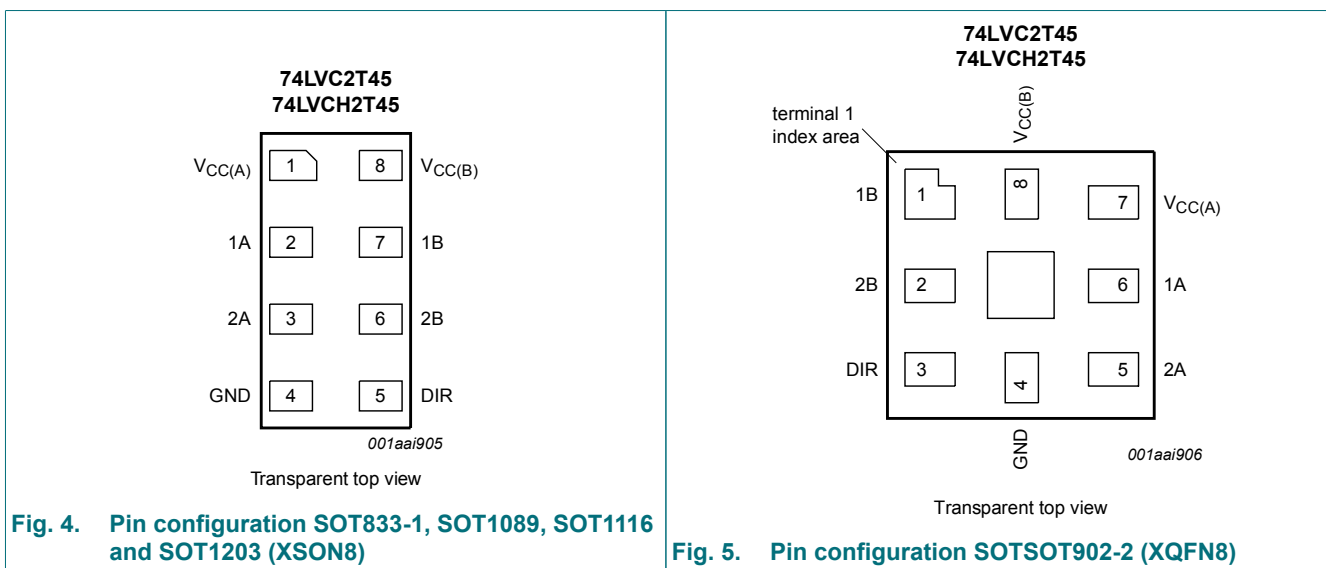 74LVC2T45
74LVCH2T45
VCC(A) 1 8 VCC(B)
1A 2 7 1B
2A 3 6 2B
GND 4 5 DIR
001aai905
Transparent top view
Fig. 4. Pin configuration SOT833-1, SOT1089, SOT1116
and SOT1203 (XSON8)
74LVC2T45
74LVCH2T45
terminal 1
index area
VCC(B)
1B 1 8 7 VCC(A)
2B 2 6 1A
DIR 3 4 5 2A
GND
001aai906
Transparent top view
Fig. 5. Pin configuration SOTSOT902-2 (XQFN8)